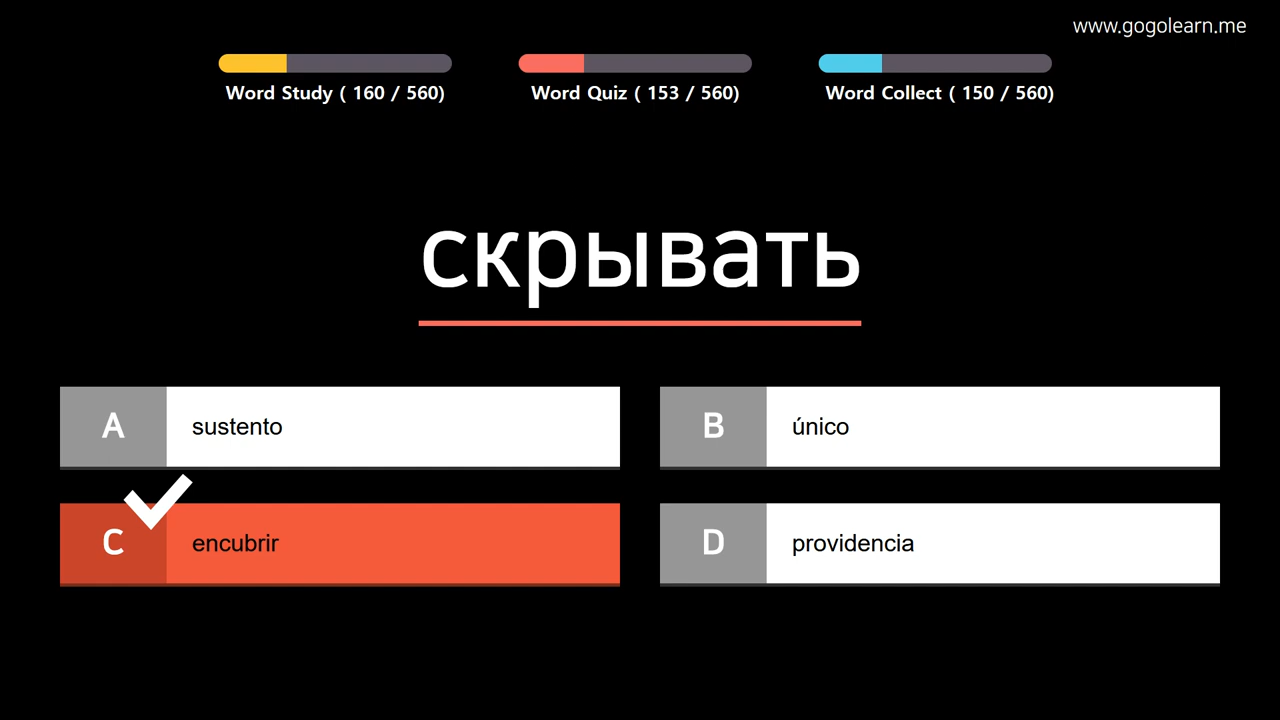 www.gogolearn.me
Word Study ( 160 / 560)
Word Quiz ( 153 / 560)
Word Collect ( 150 / 560)
скрывать
A sustento
B único
C encubrir
D providencia